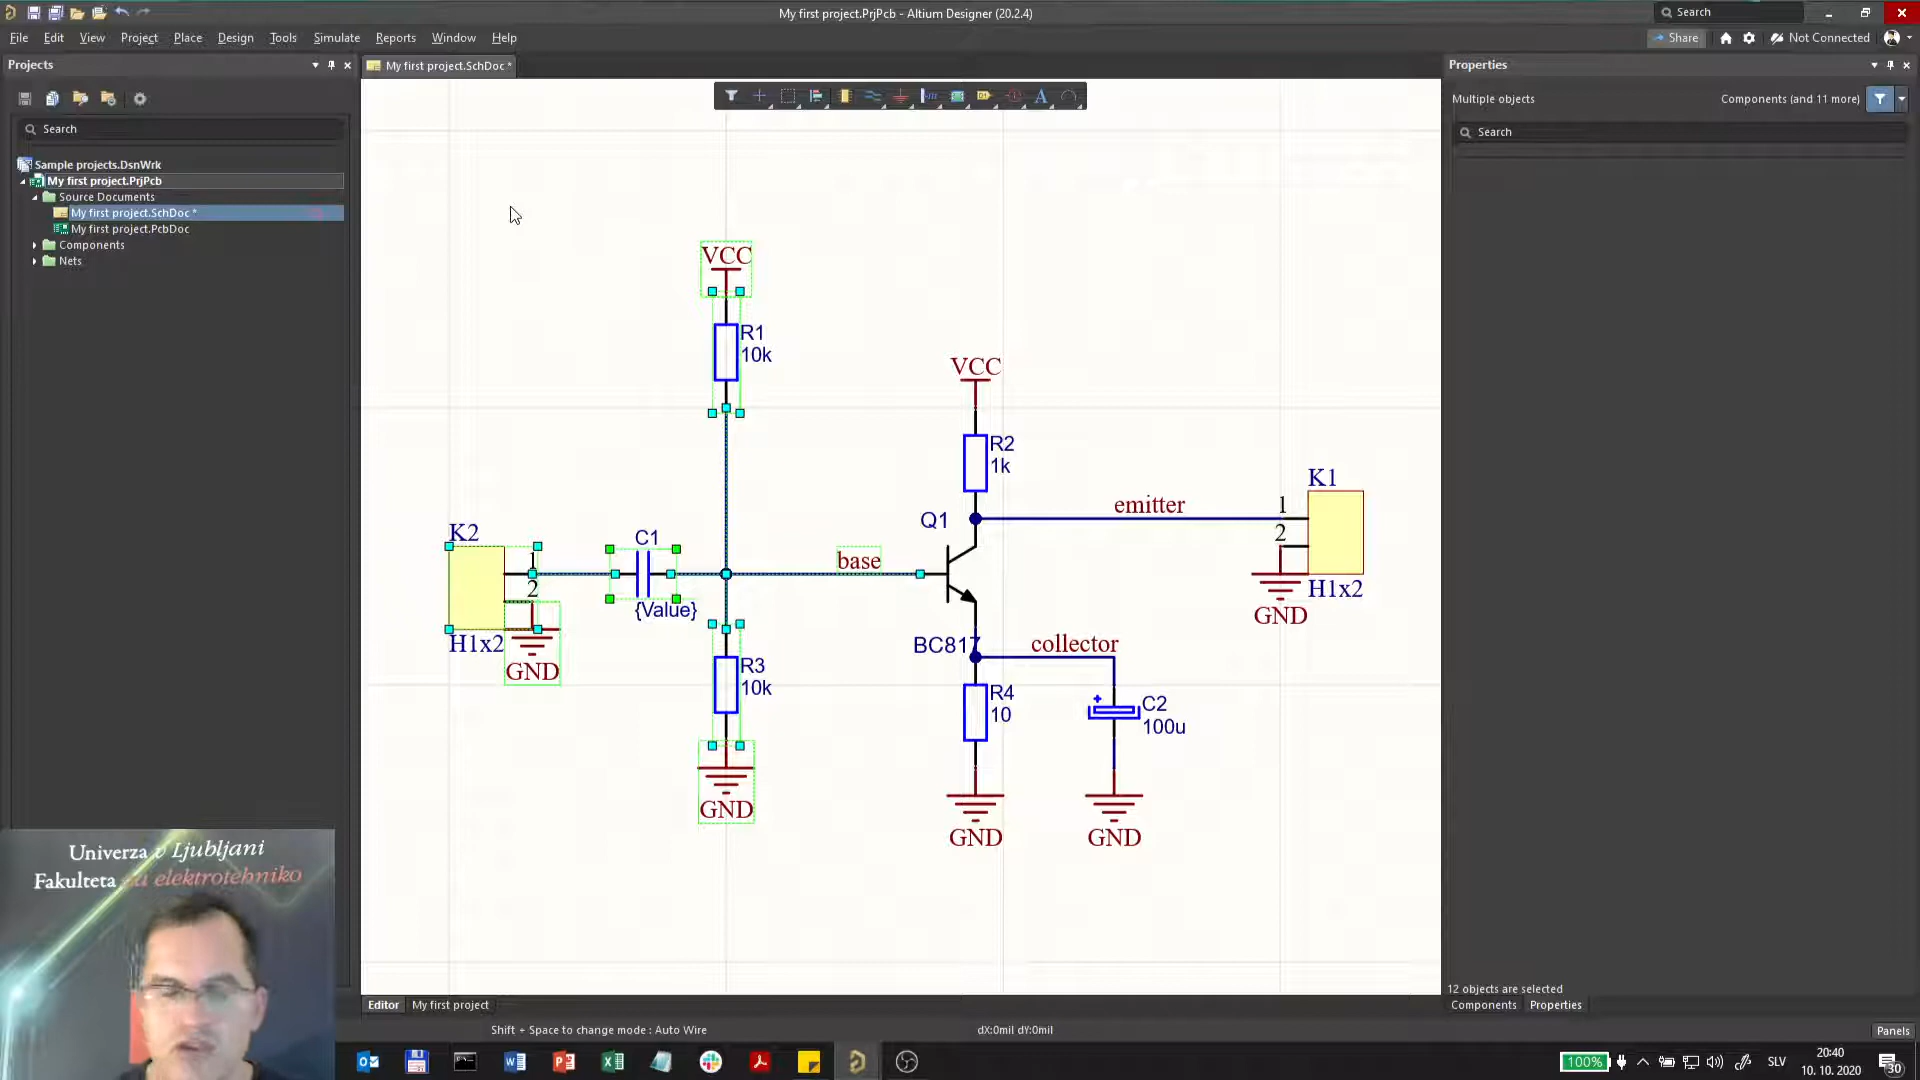 My first project.PrjPcb - Altium Designer (20.2.4)
Search
File Edit View Project Place Design Tools Simulate Reports Window Help
Share
Not Connected
Projects
My first project.SchDoc *
Properties
Multiple objects
Components (and 11 more)
Search
Search
Sample projects.DsnWrk
My first project.PrjPcb
Source Documents
My first project.SchDoc *
My first project.PcbDoc
Components
Nets
VCC
R1
10k
VCC
R2
1k
K1
emitter
1
2
Q1
K2
C1
1
base
2
H1x2
{Value}
GND
H1x2
BC817
collector
GND
R3
10k
R4
10
C2
100u
GND
GND
GND
Univerza v Ljubljani
Fakulteta za elektrotehniko
12 objects are selected
Editor
My first project
Components
Properties
Shift + Space to change mode : Auto Wire
dX:0mil dY:0mil
Panels
100%
SLV
20:40
10. 10. 2020
30